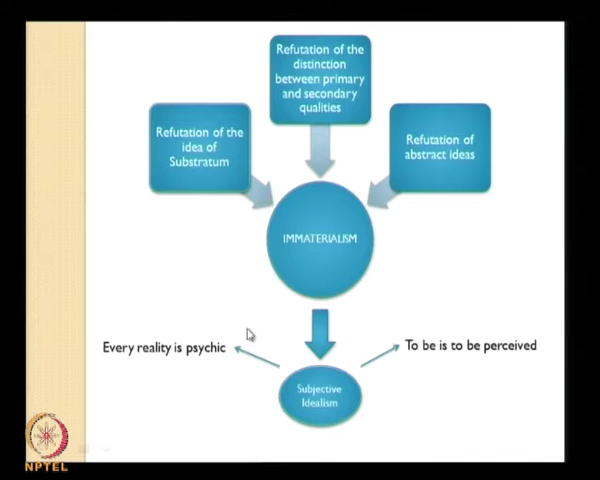 Refutation of the
distinction
between primary
and secondary
qualities
Refutation of the
idea of
Substratum
Refutation of
abstract ideas
IMMATERIALISM
Every reality is psychic
To be is to be perceived
Subjective
Idealism
NPTEL